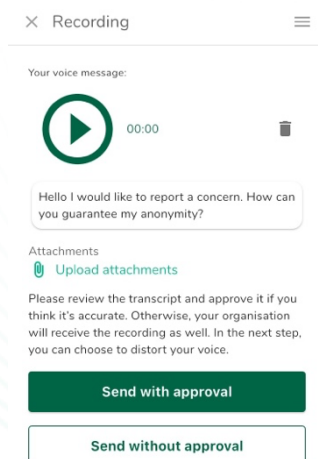 Recording
Your voice message:
00:00
Hello I would like to report a concern. How can
you guarantee my anonymity?
Attachments
Upload attachments
Please review the transcript and approve it if you
think it's accurate. Otherwise, your organisation
will receive the recording as well. In the next step,
you can choose to distort your voice.
Send with approval
Send without approval